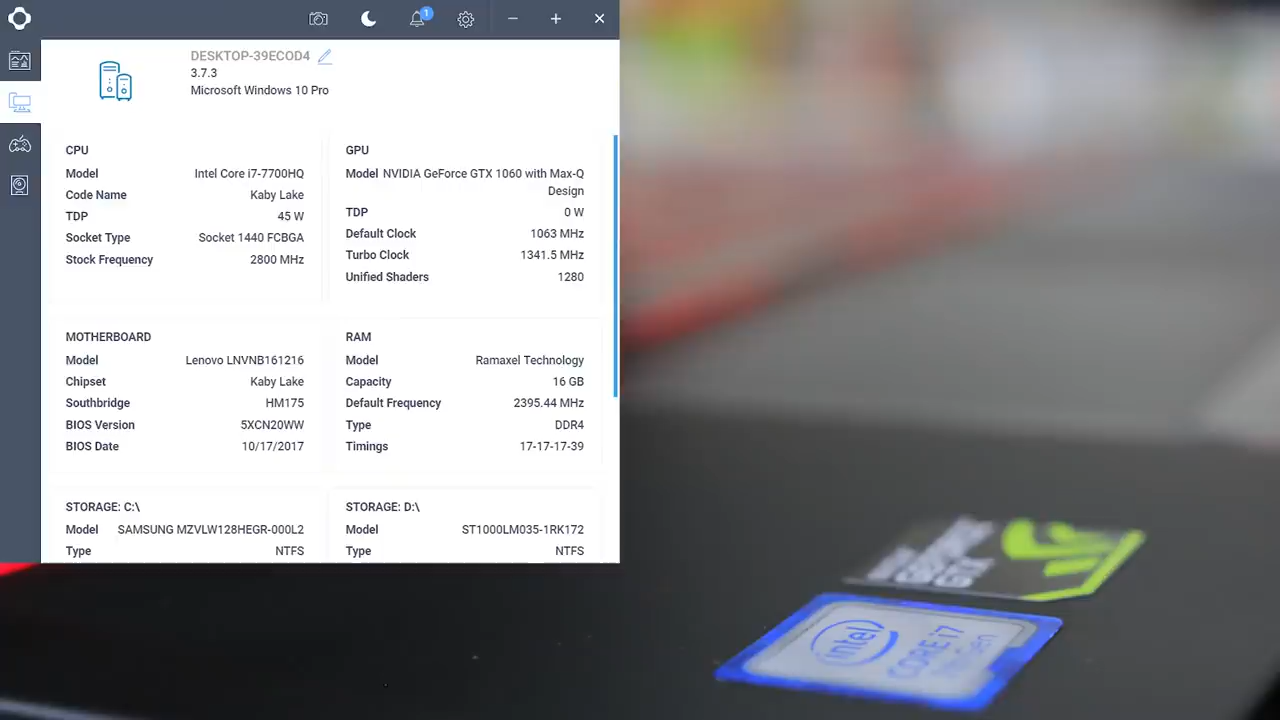 1
DESKTOP-39ECOD4
3.7.3
Microsoft Windows 10 Pro
CPU
Model Intel Core i7-7700HQ
Code Name Kaby Lake
TDP 45 W
Socket Type Socket 1440 FCBGA
Stock Frequency 2800 MHz
GPU
Model NVIDIA GeForce GTX 1060 with Max-Q
Design
TDP 0 W
Default Clock 1063 MHz
Turbo Clock 1341.5 MHz
Unified Shaders 1280
MOTHERBOARD
Model Lenovo LNVNB161216
Chipset Kaby Lake
Southbridge HM175
BIOS Version 5XCN20WW
BIOS Date 10/17/2017
RAM
Model Ramaxel Technology
Capacity 16 GB
Default Frequency 2395.44 MHz
Type DDR4
Timings 17-17-17-39
STORAGE: C:\
Model SAMSUNG MZVLW128HEGR-000L2
Type NTFS
STORAGE: D:\
Model ST1000LM035-1RK172
Type NTFS
intel
CORE i7